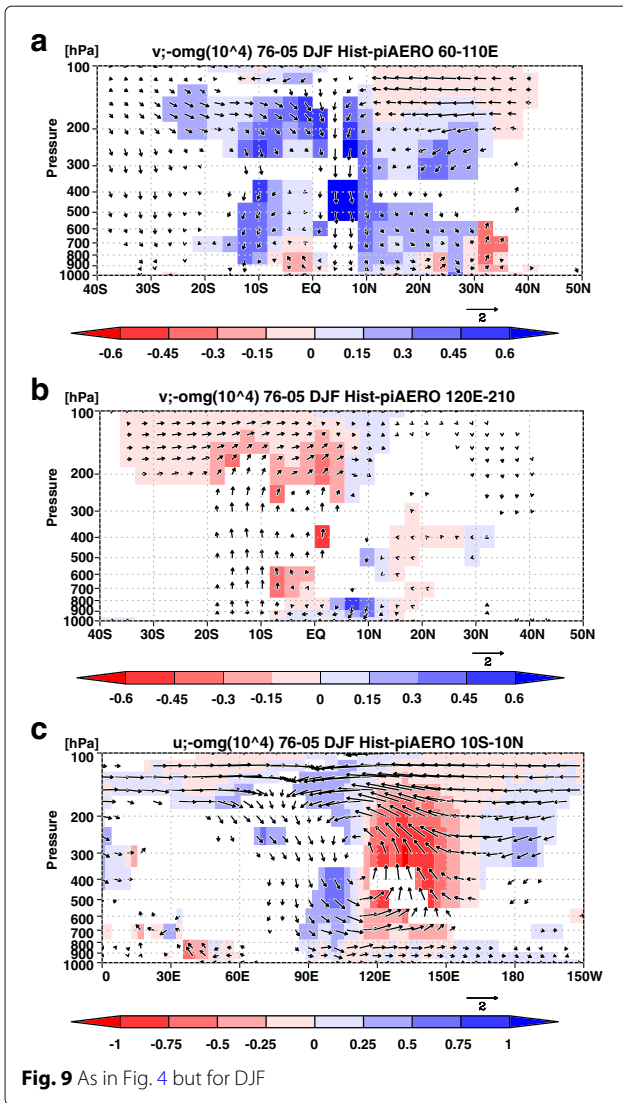 a
[hPa] v;-omg(10^4) 76-05 DJF Hist-piAERO 60-110E
100
200
300
400
500
600
700
800
900
1000
Pressure
40S 30S 20S 10S EQ 10N 20N 30N 40N 50N
2
-0.6 -0.45 -0.3 -0.15 0 0.15 0.3 0.45 0.6
b
[hPa] v;-omg(10^4) 76-05 DJF Hist-piAERO 120E-210
100
200
300
400
500
600
700
800
900
1000
Pressure
40S 30S 20S 10S EQ 10N 20N 30N 40N 50N
2
-0.6 -0.45 -0.3 -0.15 0 0.15 0.3 0.45 0.6
c
[hPa] u;-omg(10^4) 76-05 DJF Hist-piAERO 10S-10N
100
200
300
400
500
600
700
800
900
1000
Pressure
0 30E 60E 90E 120E 150E 180 150W
2
-1 -0.75 -0.5 -0.25 0 0.25 0.5 0.75 1
Fig. 9 As in Fig. 4 but for DJF